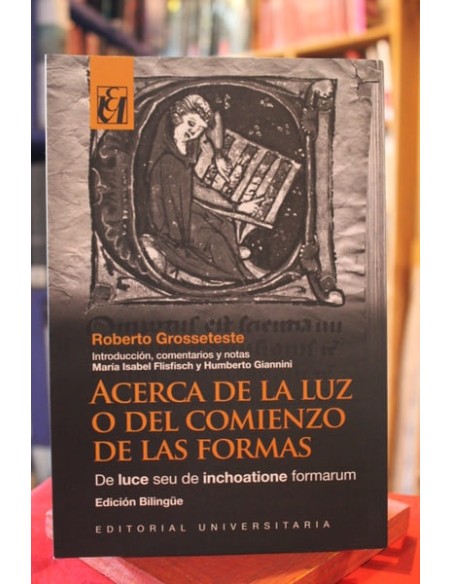 Roberto Grosseteste
Introducción, comentarios y notas
María Isabel Flisfisch y Humberto Giannini
ACERCA DE LA LUZ
O DEL COMIENZO
DE LAS FORMAS
De luce seu de inchoatione formarum
Edición Bilingüe
EDITORIAL UNIVERSITARIA